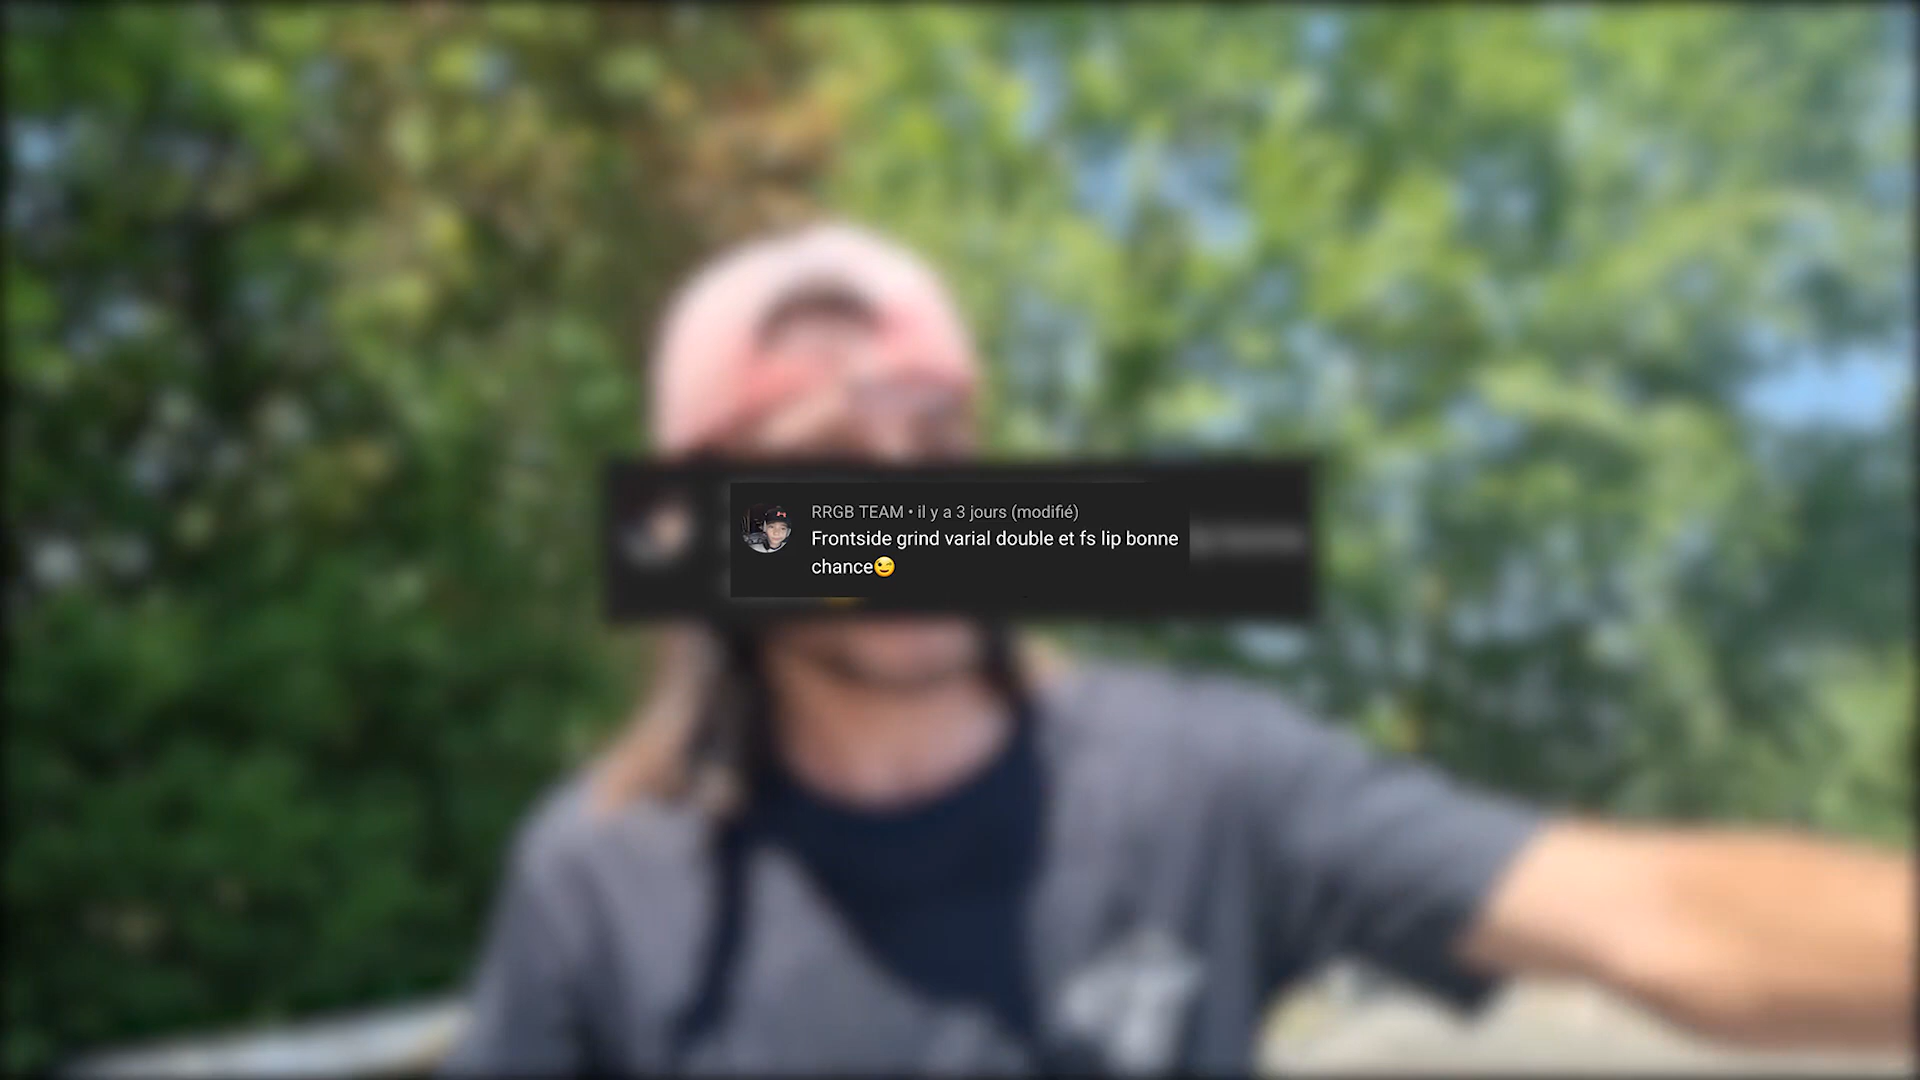 RRGB TEAM • il y a 3 jours (modifié)
Frontside grind varial double et fs lip bonne
chance😉